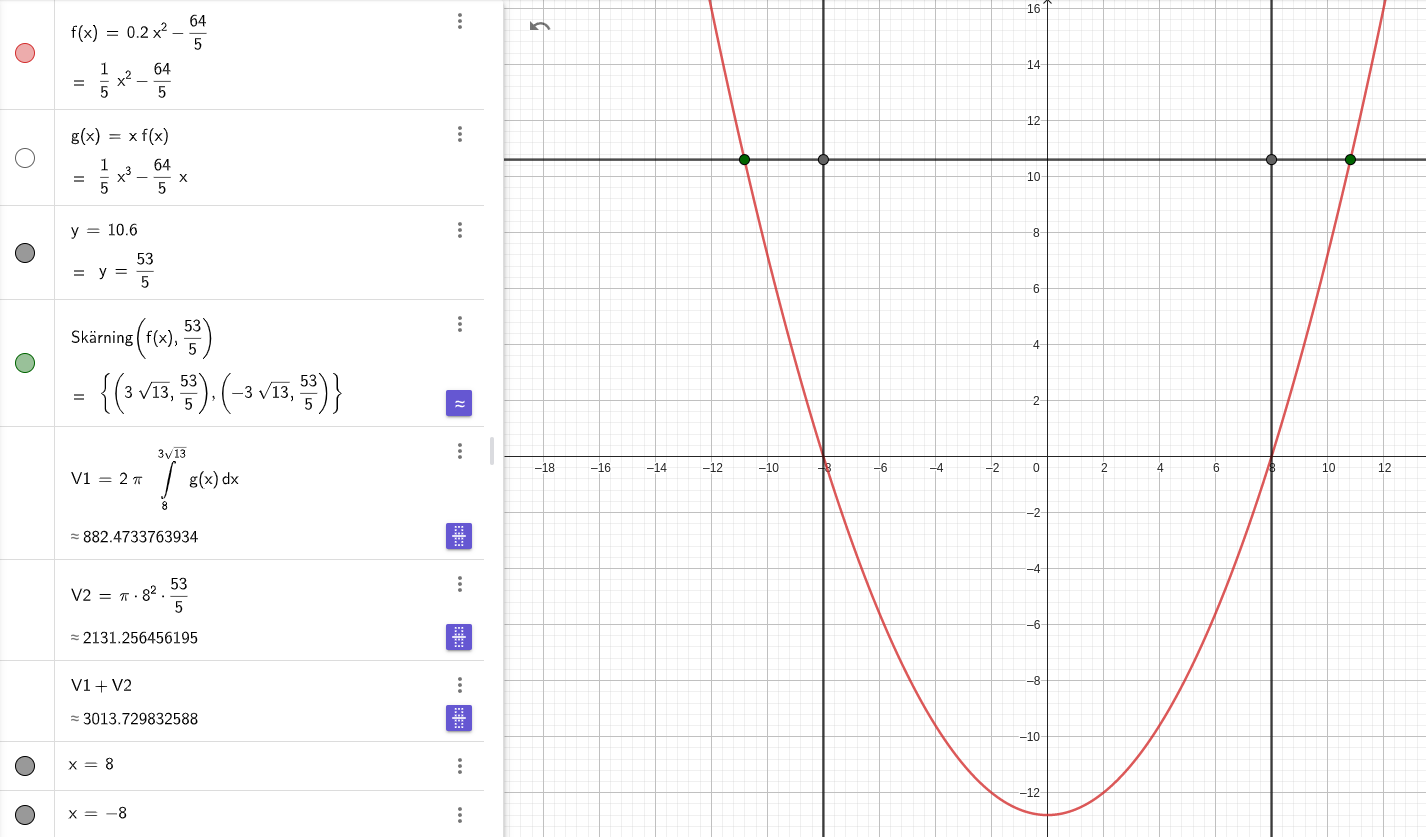 f(x) = 0.2 x² − 64/5
= 1/5 x² − 64/5
g(x) = x f(x)
= 1/5 x³ − 64/5 x
y = 10.6
= y = 53/5
Skärning(f(x), 53/5)
= {(3 √13, 53/5), (−3 √13, 53/5)}
≈
V1 = 2 π ∫₈^(3√13) g(x) dx
≈ 882.4733763934
V2 = π · 8² · 53/5
≈ 2131.256456195
V1 + V2
≈ 3013.729832588
x = 8
x = −8
16
14
12
10
8
6
4
2
−18 −16 −14 −12 −10 −8 −6 −4 −2 0 2 4 6 8 10 12
−2
−4
−6
−8
−10
−12